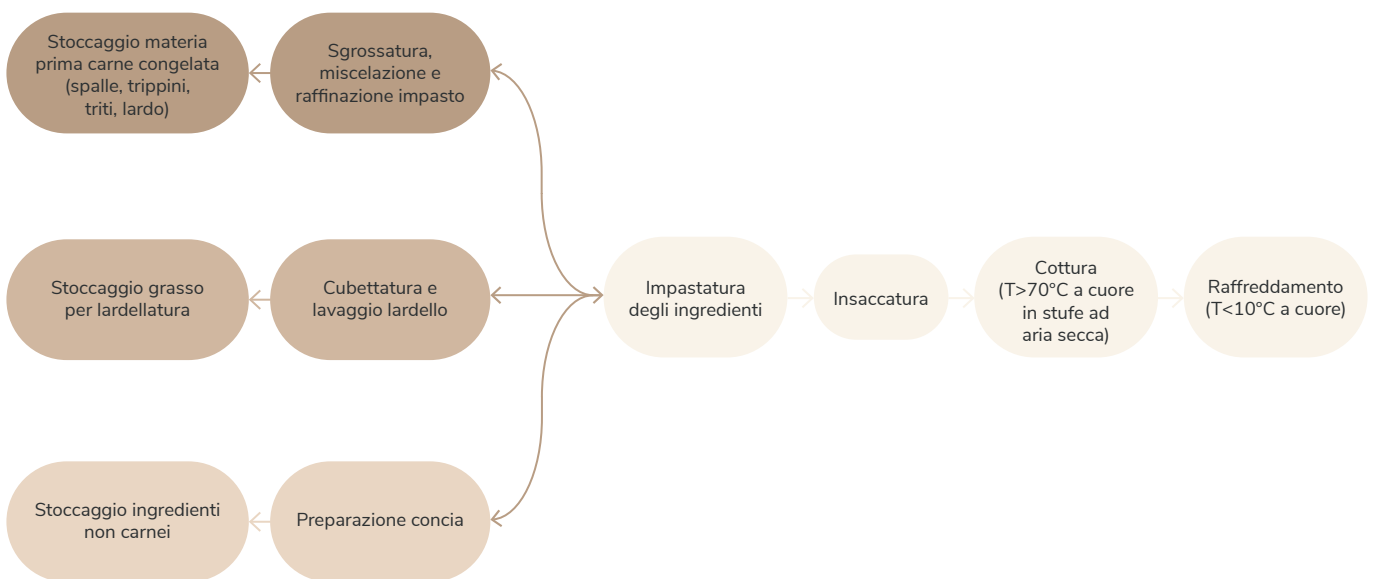 Stoccaggio materia
prima carne congelata
(spalle, trippini,
triti, lardo)
Sgrossatura,
miscelazione e
raffinazione impasto
Stoccaggio grasso
per lardellatura
Cubettatura e
lavaggio lardello
Stoccaggio ingredienti
non carnei
Preparazione concia
Impastatura
degli ingredienti
Insaccatura
Cottura
(T>70°C a cuore
in stufe ad
aria secca)
Raffreddamento
(T<10°C a cuore)